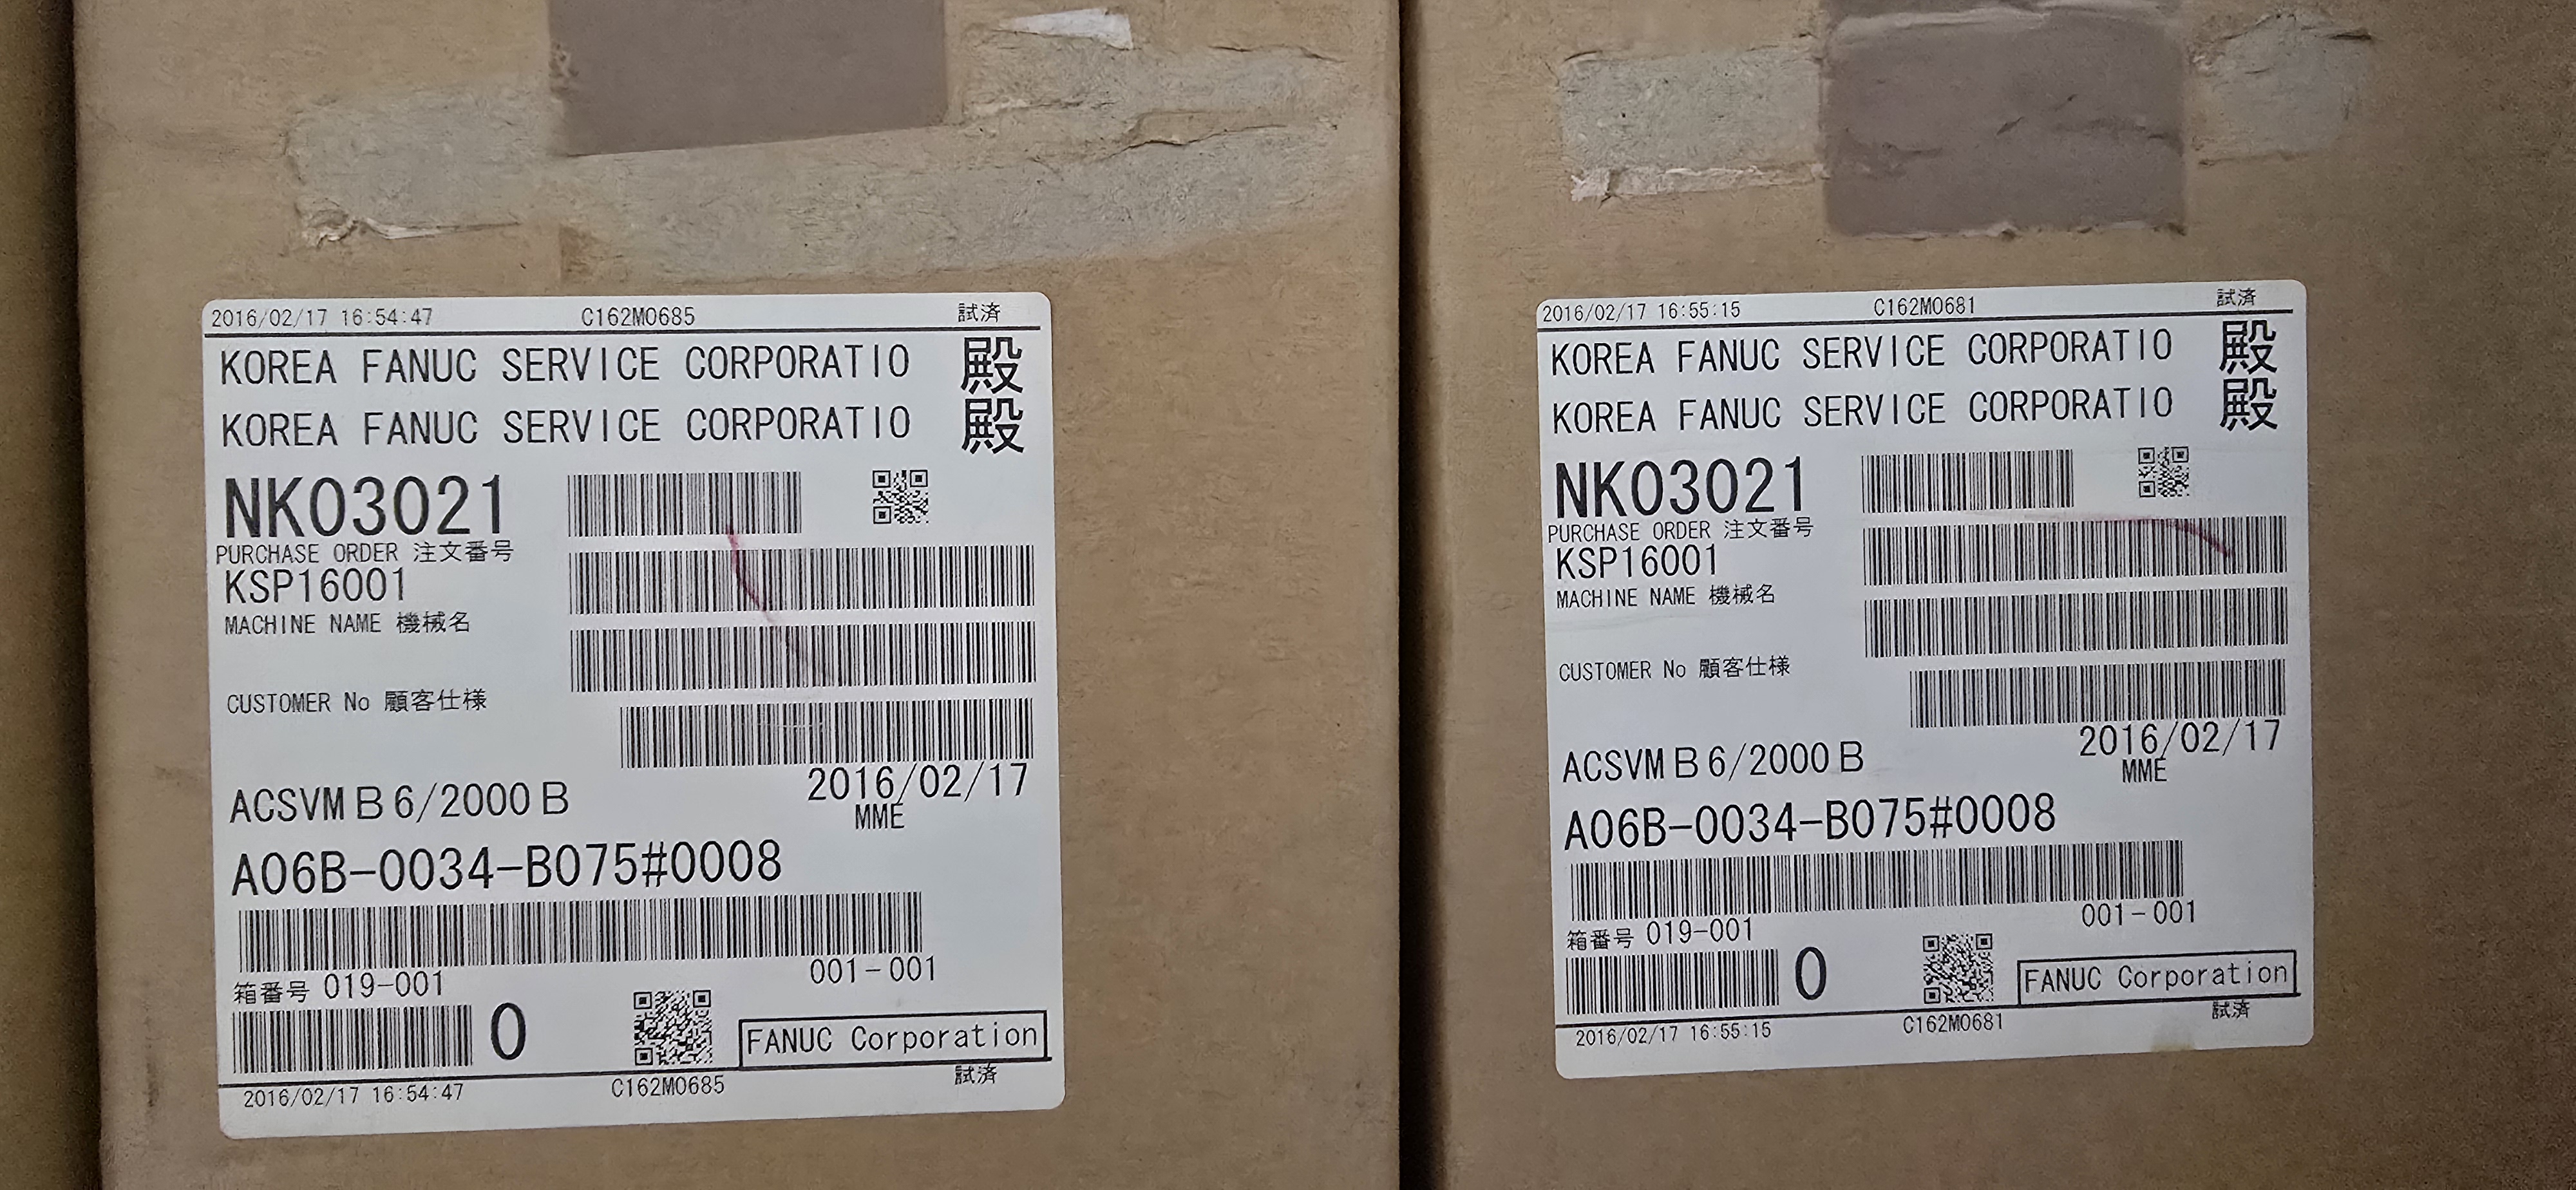 2016/02/17 16:54:47 C162M0685 試済
KOREA FANUC SERVICE CORPORATIO 殿
KOREA FANUC SERVICE CORPORATIO 殿
NK03021
PURCHASE ORDER 注文番号
KSP16001
MACHINE NAME 機械名
CUSTOMER No 顧客仕様
ACSVM B 6/2000 B 2016/02/17
MME
A06B-0034-B075#0008
箱番号 019-001 001-001
0
FANUC Corporation
2016/02/17 16:54:47 C162M0685 試済
2016/02/17 16:55:15 C162M0681 試済
KOREA FANUC SERVICE CORPORATIO 殿
KOREA FANUC SERVICE CORPORATIO 殿
NK03021
PURCHASE ORDER 注文番号
KSP16001
MACHINE NAME 機械名
CUSTOMER No 顧客仕様
ACSVM B 6/2000 B 2016/02/17
MME
A06B-0034-B075#0008
箱番号 019-001 001-001
0
FANUC Corporation
2016/02/17 16:55:15 C162M0681 試済